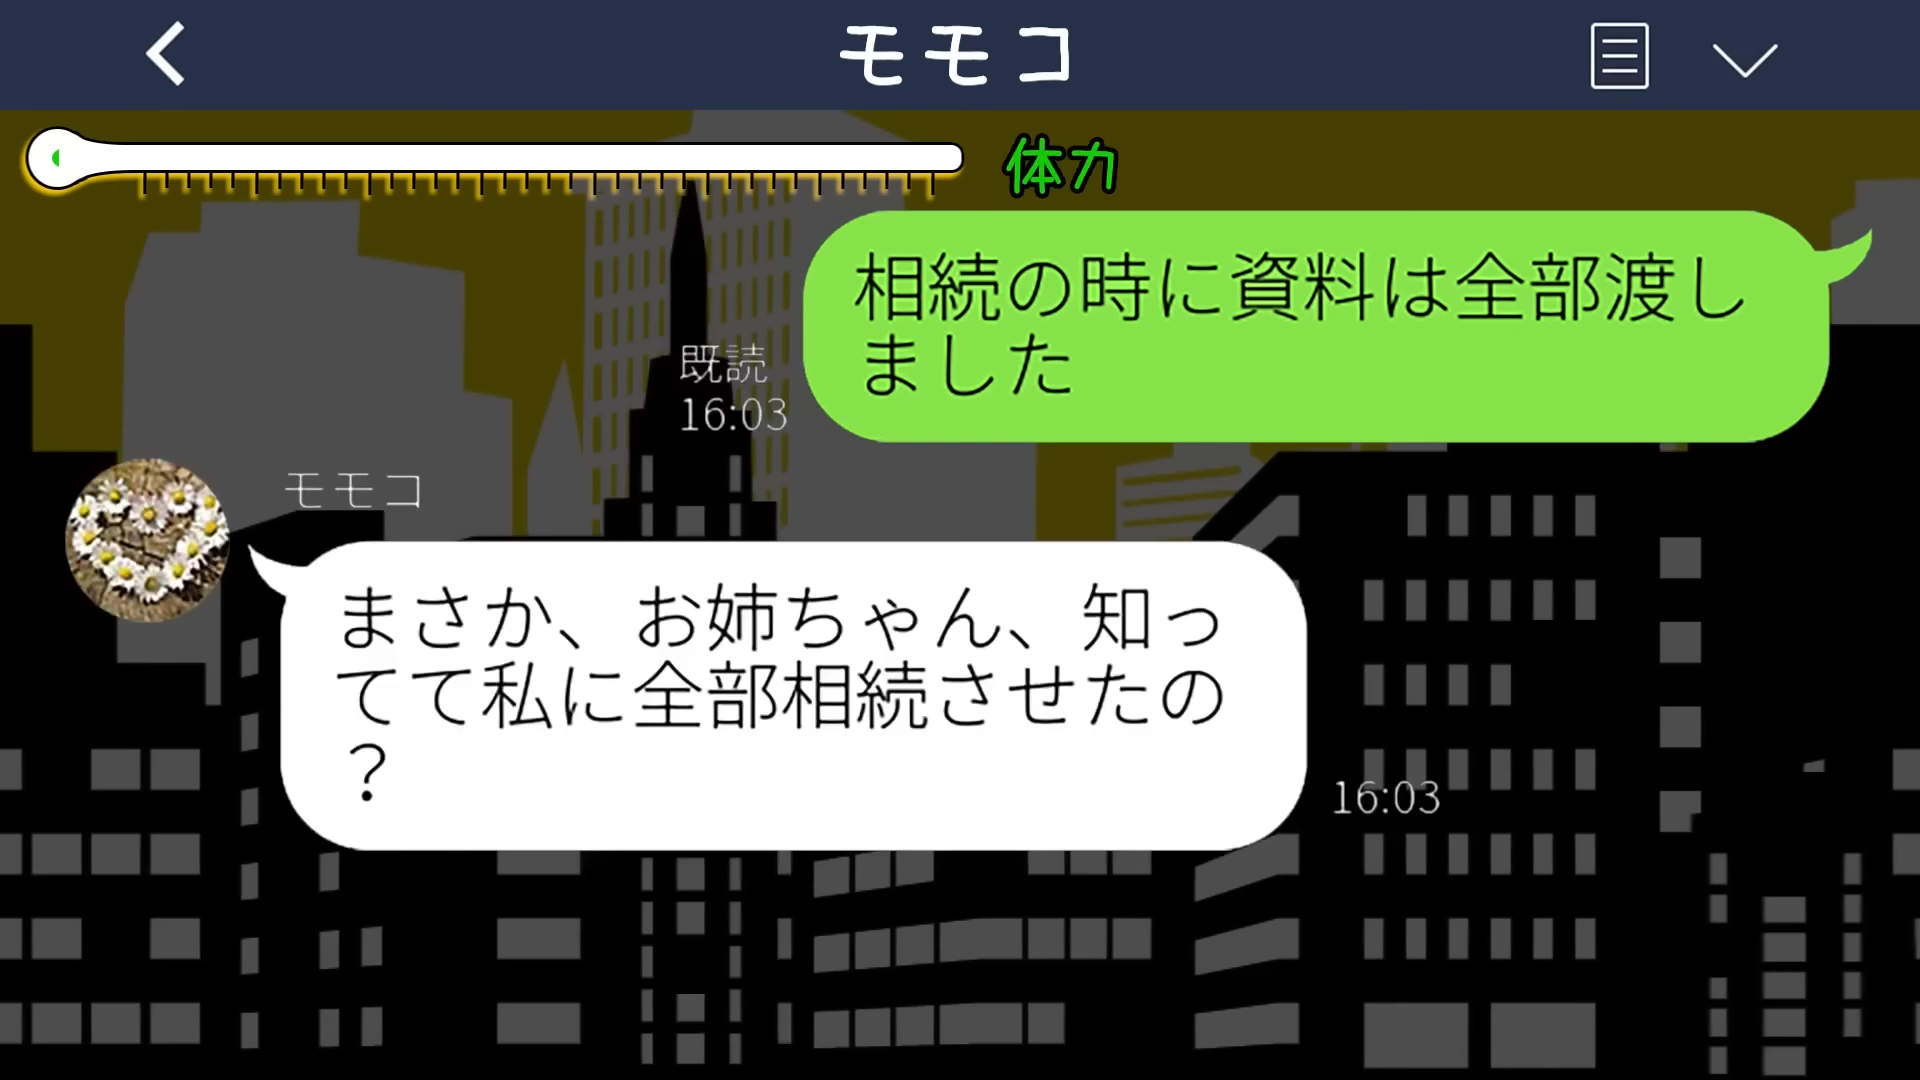 モモコ
体力
相続の時に資料は全部渡し
ました
既読
16:03
モモコ
まさか、お姉ちゃん、知っ
てて私に全部相続させたの
？
16:03